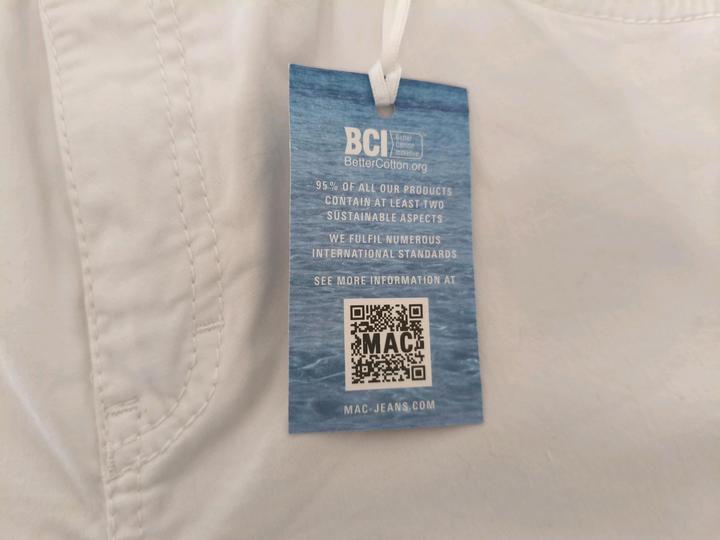 BCI Better
Cotton
Initiative
BetterCotton.org
95% OF ALL OUR PRODUCTS
CONTAIN AT LEAST TWO
SUSTAINABLE ASPECTS
WE FULFIL NUMEROUS
INTERNATIONAL STANDARDS
SEE MORE INFORMATION AT
MAC
MAC-JEANS.COM